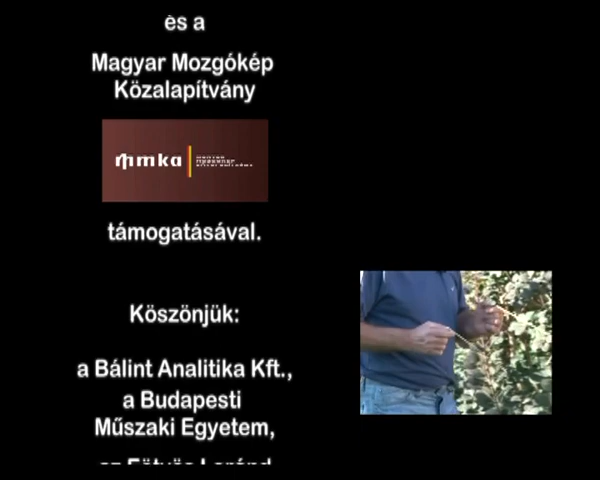 és a
Magyar Mozgókép
Közalapítvány
mmka
támogatásával.
Köszönjük:
a Bálint Analitika Kft.,
a Budapesti
Műszaki Egyetem,